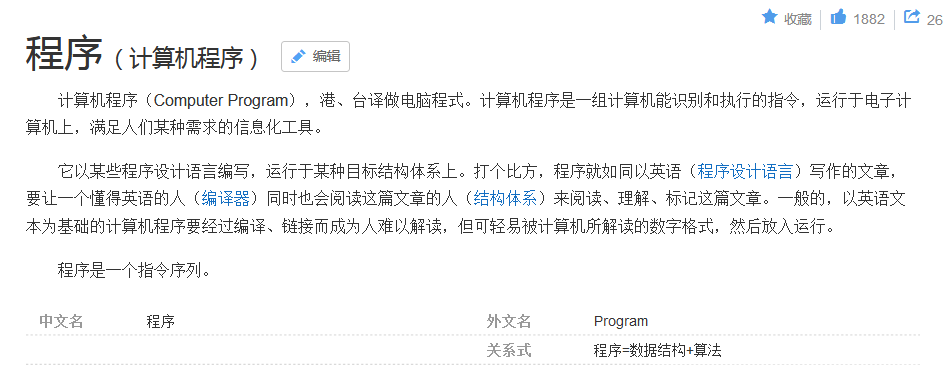 收藏 1882 26
程序（计算机程序） 编辑
计算机程序（Computer Program），港、台译做电脑程式。计算机程序是一组计算机能识别和执行的指令，运行于电子计
算机上，满足人们某种需求的信息化工具。
它以某些程序设计语言编写，运行于某种目标结构体系上。打个比方，程序就如同以英语（程序设计语言）写作的文章，
要让一个懂得英语的人（编译器）同时也会阅读这篇文章的人（结构体系）来阅读、理解、标记这篇文章。一般的，以英语文
本为基础的计算机程序要经过编译、链接而成为人难以解读，但可轻易被计算机所解读的数字格式，然后放入运行。
程序是一个指令序列。
中文名 程序 外文名 Program
关系式 程序=数据结构+算法